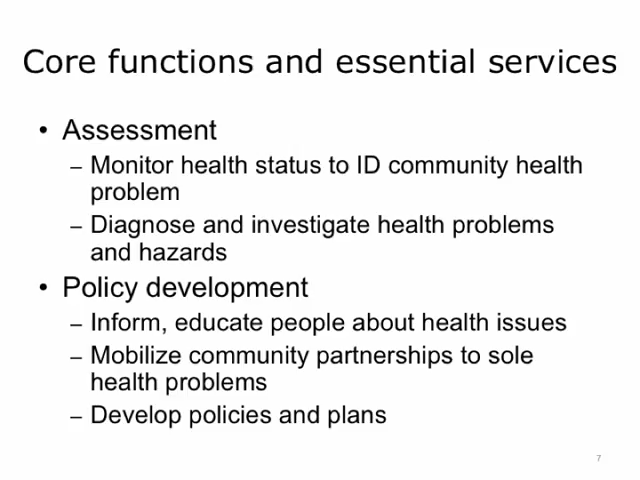 Core functions and essential services
• Assessment
– Monitor health status to ID community health
problem
– Diagnose and investigate health problems
and hazards
• Policy development
– Inform, educate people about health issues
– Mobilize community partnerships to sole
health problems
– Develop policies and plans
7